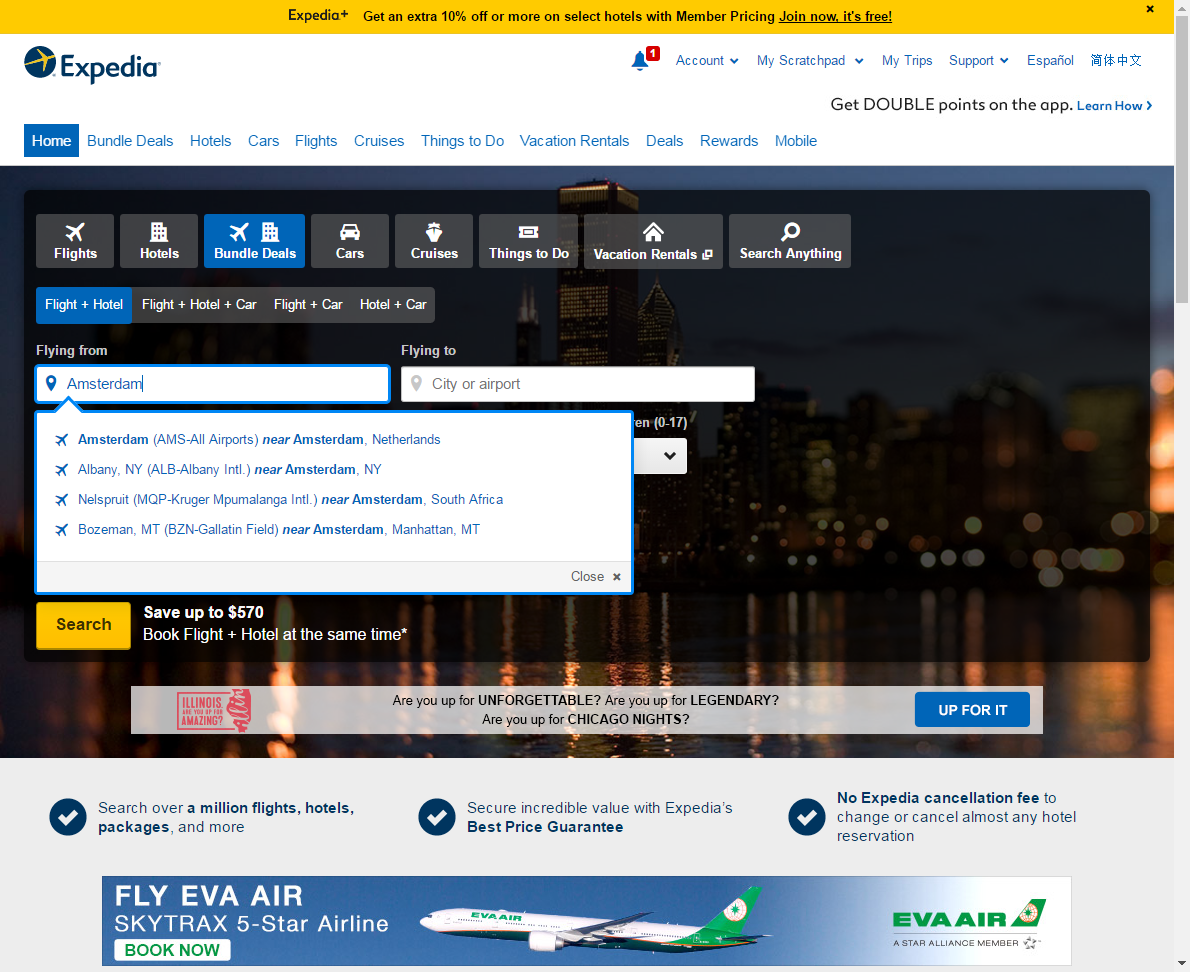 Expedia+ Get an extra 10% off or more on select hotels with Member Pricing Join now, it's free!
Expedia
1 Account My Scratchpad My Trips Support Español 简体中文
Get DOUBLE points on the app. Learn How
Home Bundle Deals Hotels Cars Flights Cruises Things to Do Vacation Rentals Deals Rewards Mobile
Flights Hotels Bundle Deals Cars Cruises Things to Do Vacation Rentals Search Anything
Flight + Hotel Flight + Hotel + Car Flight + Car Hotel + Car
Flying from Flying to
Amsterdam City or airport
ren (0-17)
Amsterdam (AMS-All Airports) near Amsterdam, Netherlands
Albany, NY (ALB-Albany Intl.) near Amsterdam, NY
Nelspruit (MQP-Kruger Mpumalanga Intl.) near Amsterdam, South Africa
Bozeman, MT (BZN-Gallatin Field) near Amsterdam, Manhattan, MT
Close
Search
Save up to $570
Book Flight + Hotel at the same time*
ILLINOIS.
ARE YOU UP FOR
AMAZING?
Are you up for UNFORGETTABLE? Are you up for LEGENDARY?
Are you up for CHICAGO NIGHTS?
UP FOR IT
Search over a million flights, hotels,
packages, and more
Secure incredible value with Expedia's
Best Price Guarantee
No Expedia cancellation fee to
change or cancel almost any hotel
reservation
FLY EVA AIR
SKYTRAX 5-Star Airline
BOOK NOW
EVA AIR
EVA AIR
A STAR ALLIANCE MEMBER